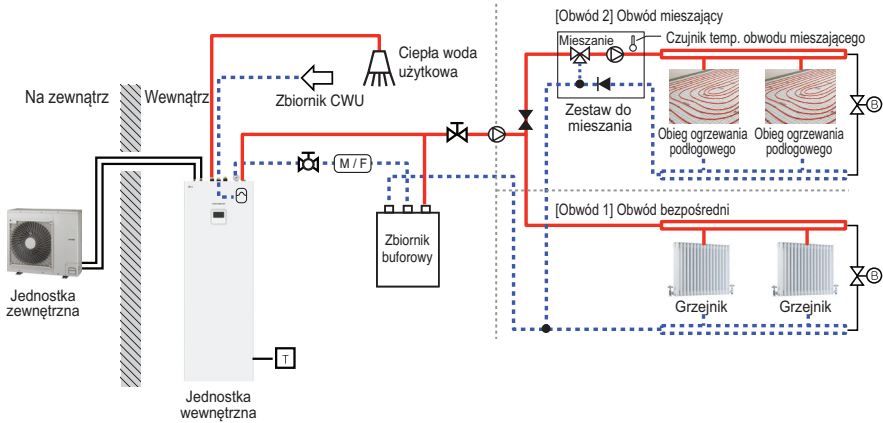 [Obwód 2] Obwód mieszający
Mieszanie
Czujnik temp. obwodu mieszającego
Ciepła woda
użytkowa
Zbiornik CWU
Na zewnątrz
Wewnątrz
Zestaw do
mieszania
Obieg ogrzewania
podłogowego
Obieg ogrzewania
podłogowego
B
M / F
Zbiornik
buforowy
[Obwód 1] Obwód bezpośredni
Grzejnik
Grzejnik
B
Jednostka
zewnętrzna
T
Jednostka
wewnętrzna